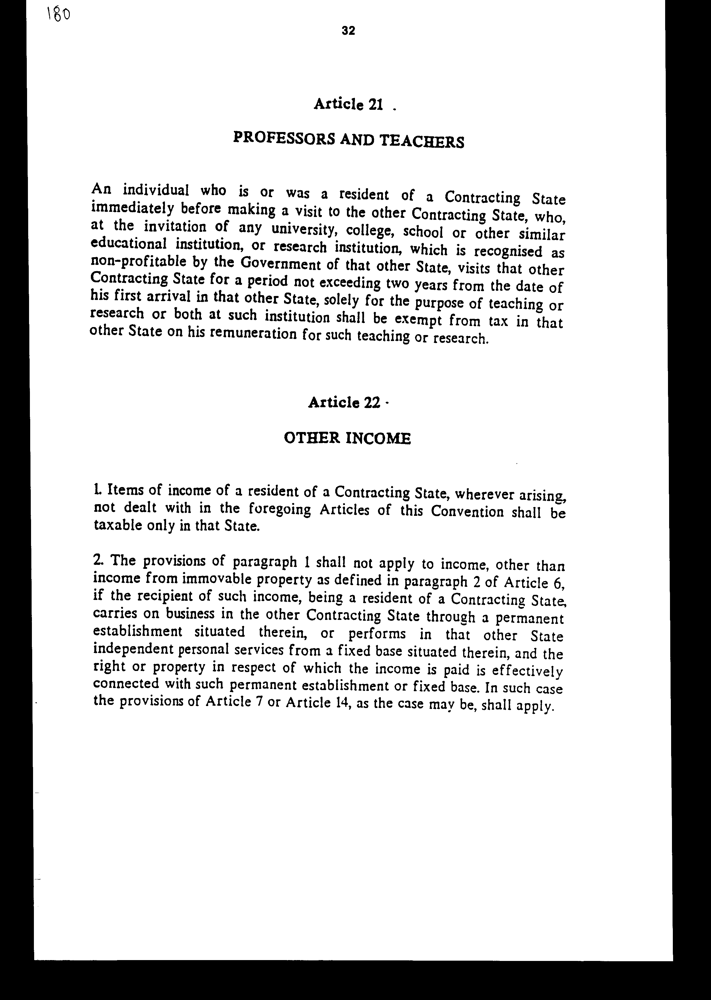 180
32
Article 21 .
PROFESSORS AND TEACHERS
An individual who is or was a resident of a Contracting State
immediately before making a visit to the other Contracting State, who,
at the invitation of any university, college, school or other similar
educational institution, or research institution, which is recognised as
non-profitable by the Government of that other State, visits that other
Contracting State for a period not exceeding two years from the date of
his first arrival in that other State, solely for the purpose of teaching or
research or both at such institution shall be exempt from tax in that
other State on his remuneration for such teaching or research.
Article 22 .
OTHER INCOME
1. Items of income of a resident of a Contracting State, wherever arising,
not dealt with in the foregoing Articles of this Convention shall be
taxable only in that State.
2. The provisions of paragraph 1 shall not apply to income, other than
income from immovable property as defined in paragraph 2 of Article 6,
if the recipient of such income, being a resident of a Contracting State,
carries on business in the other Contracting State through a permanent
establishment situated therein, or performs in that other State
independent personal services from a fixed base situated therein, and the
right or property in respect of which the income is paid is effectively
connected with such permanent establishment or fixed base. In such case
the provisions of Article 7 or Article 14, as the case may be, shall apply.